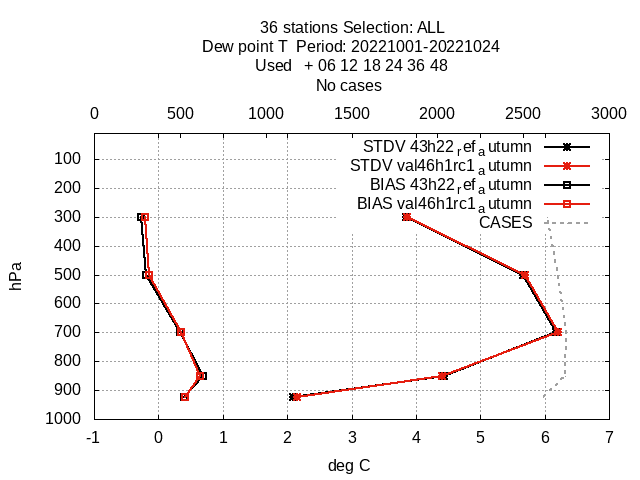 36 stations Selection: ALL
Dew point T  Period: 20221001-20221024
Used   + 06 12 18 24 36 48
No cases
0 500 1000 1500 2000 2500 3000
STDV 43h22_ref_autumn
STDV val46h1rc1_autumn
BIAS 43h22_ref_autumn
BIAS val46h1rc1_autumn
CASES
100
200
300
400
500
600
700
800
900
1000
hPa
-1 0 1 2 3 4 5 6 7
deg C